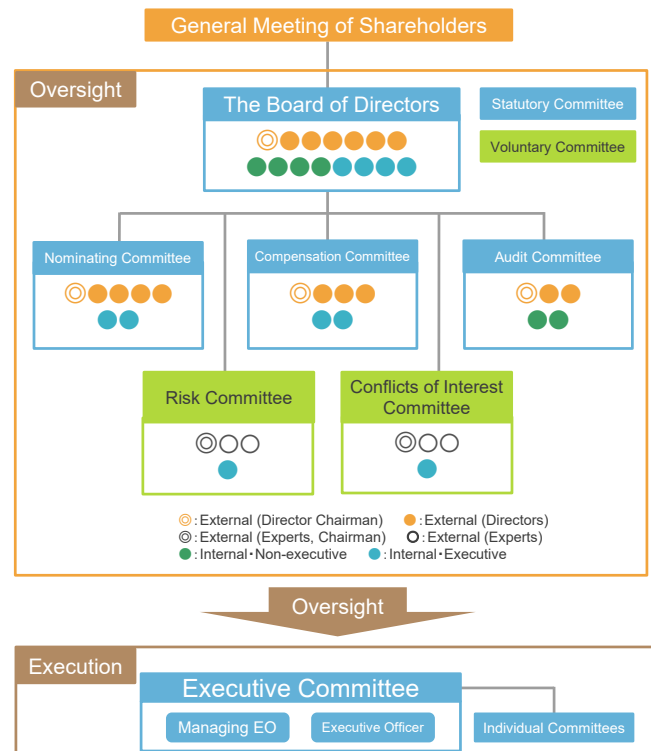 General Meeting of Shareholders
Oversight
The Board of Directors
Statutory Committee
Voluntary Committee
Nominating Committee
Compensation Committee
Audit Committee
Risk Committee
Conflicts of Interest
Committee
◎:External (Director Chairman) ●:External (Directors)
◎:External (Experts, Chairman) ○:External (Experts)
●:Internal・Non-executive ●:Internal・Executive
Oversight
Execution
Executive Committee
Managing EO
Executive Officer
Individual Committees